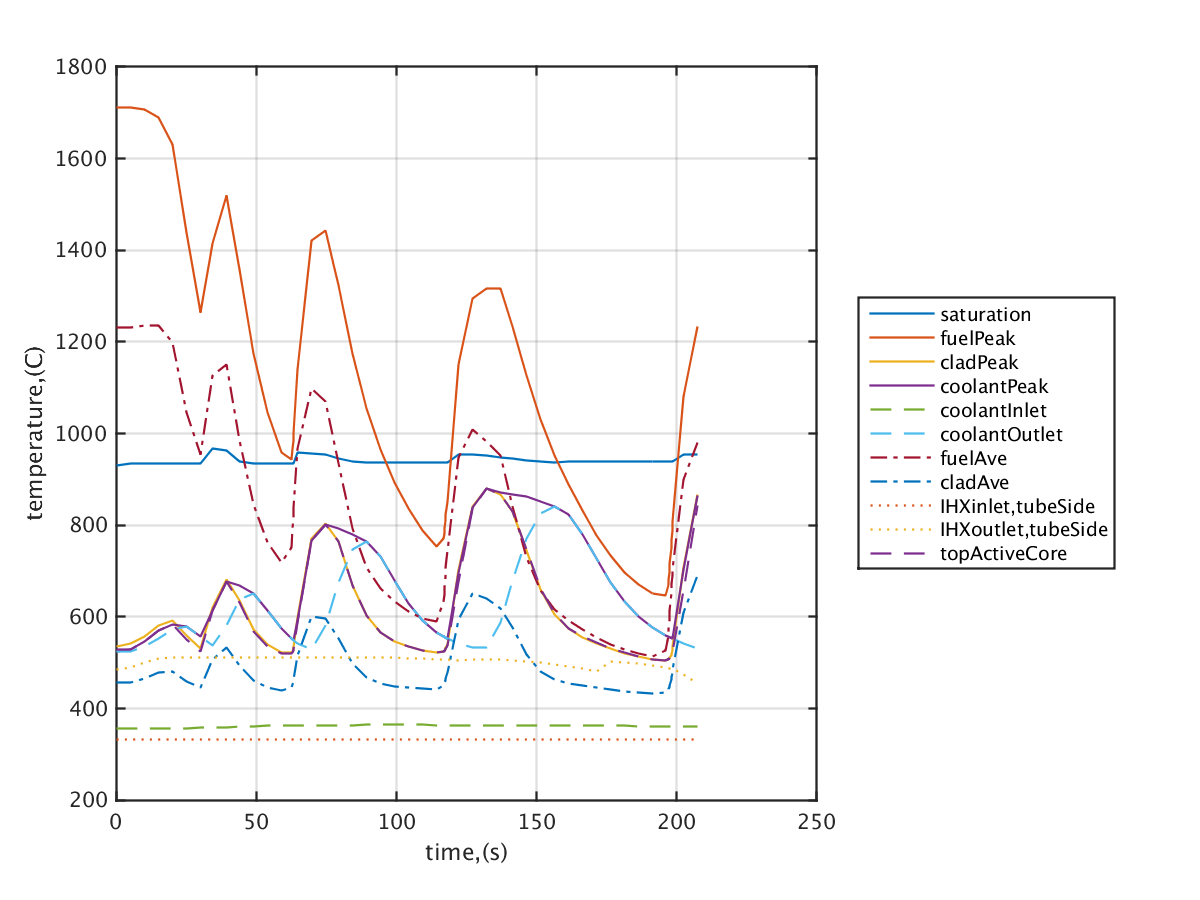 1800
1600
1400
1200
1000
800
600
400
200
temperature,(C)
0 50 100 150 200 250
time,(s)
saturation
fuelPeak
cladPeak
coolantPeak
coolantInlet
coolantOutlet
fuelAve
cladAve
IHXinlet,tubeSide
IHXoutlet,tubeSide
topActiveCore